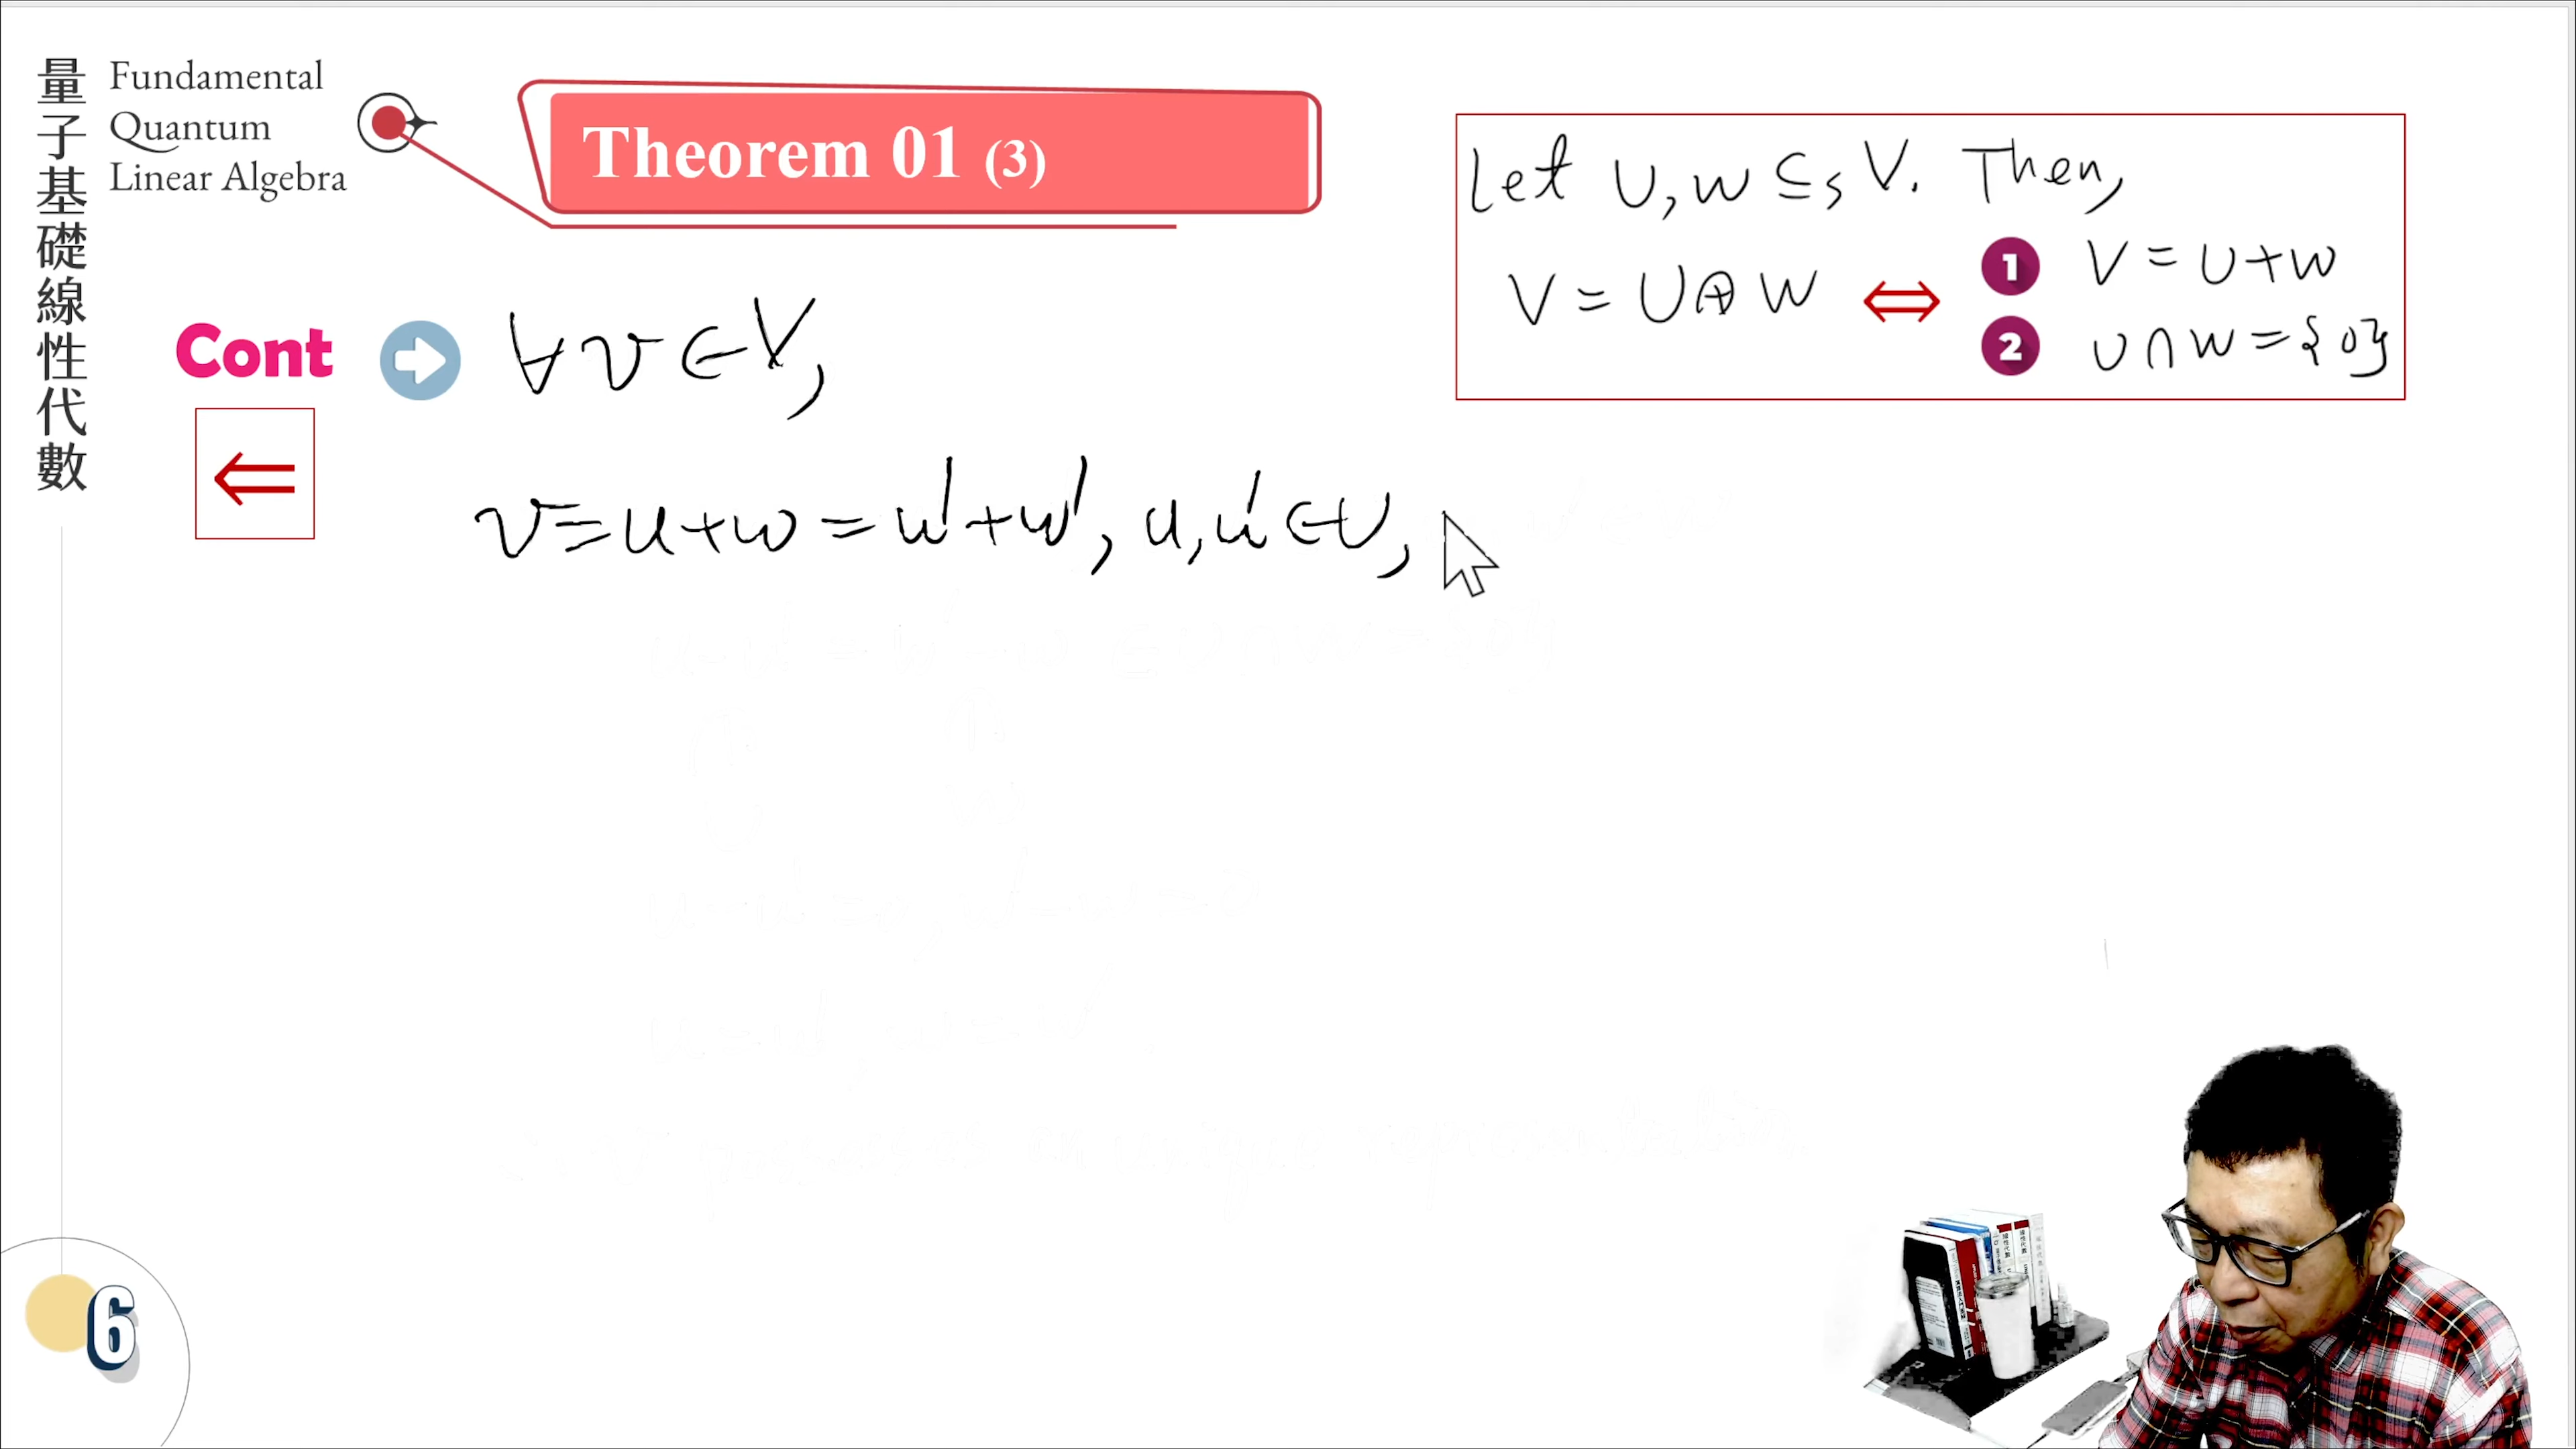 量子基礎線性代數
Fundamental
Quantum
Linear Algebra
Theorem 01 (3)
Let U, W ⊆s V. Then,
V = U ⊕ W ⇔
1 V = U + W
2 U ∩ W = {0}
Cont
∀ v ∈ V,
⇐
v = u + w = u' + w', u, u' ∈ U,
6